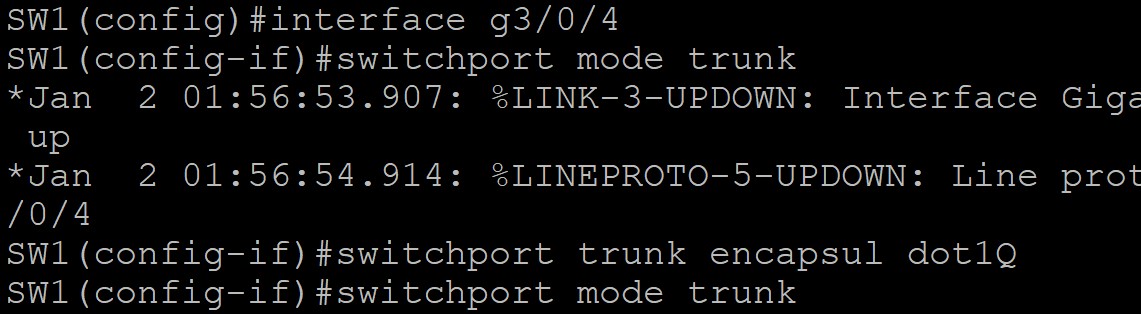 SW1(config)#interface g3/0/4
SW1(config-if)#switchport mode trunk
*Jan  2 01:56:53.907: %LINK-3-UPDOWN: Interface Giga
 up
*Jan  2 01:56:54.914: %LINEPROTO-5-UPDOWN: Line prot
/0/4
SW1(config-if)#switchport trunk encapsul dot1Q
SW1(config-if)#switchport mode trunk